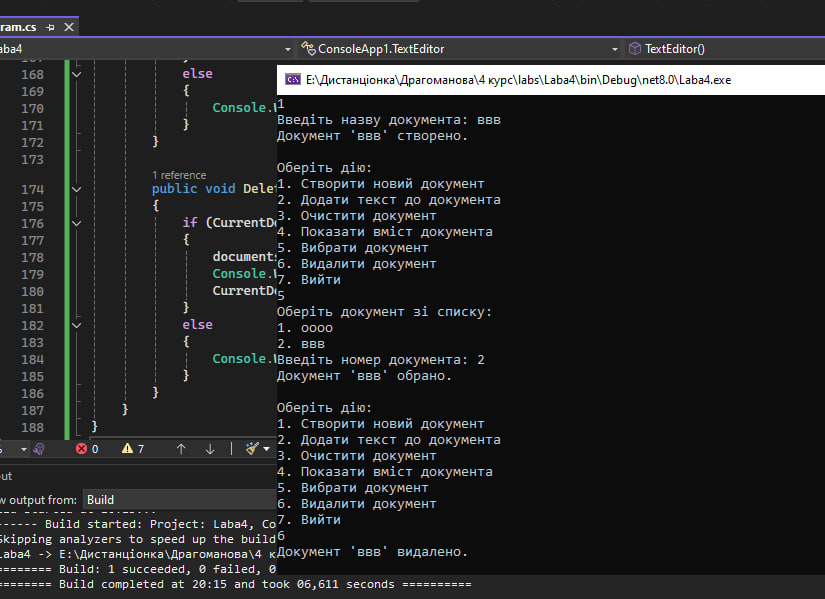 ram.cs
aba4
ConsoleApp1.TextEditor
TextEditor()
168 else
169 {
170 Console.
171 }
172 }
173
1 reference
174 public void Dele
175 {
176 if (CurrentDo
177 {
178 documents
179 Console.
180 CurrentDo
181 }
182 else
183 {
184 Console.
185 }
186 }
187 }
188 }
0 7
w output from: Build
------ Build started: Project: Laba4, Co
Skipping analyzers to speed up the build
aba4 -> E:\Дистанціонка\Драгоманова\4 к
======== Build: 1 succeeded, 0 failed, 0
======== Build completed at 20:15 and took 06,611 seconds ==========
E:\Дистанціонка\Драгоманова\4 курс\labs\Laba4\bin\Debug\net8.0\Laba4.exe
1
Введіть назву документа: ввв
Документ 'ввв' створено.
Оберіть дію:
1. Створити новий документ
2. Додати текст до документа
3. Очистити документ
4. Показати вміст документа
5. Вибрати документ
6. Видалити документ
7. Вийти
5
Оберіть документ зі списку:
1. оооо
2. ввв
Введіть номер документа: 2
Документ 'ввв' обрано.
Оберіть дію:
1. Створити новий документ
2. Додати текст до документа
3. Очистити документ
4. Показати вміст документа
5. Вибрати документ
6. Видалити документ
7. Вийти
6
Документ 'ввв' видалено.